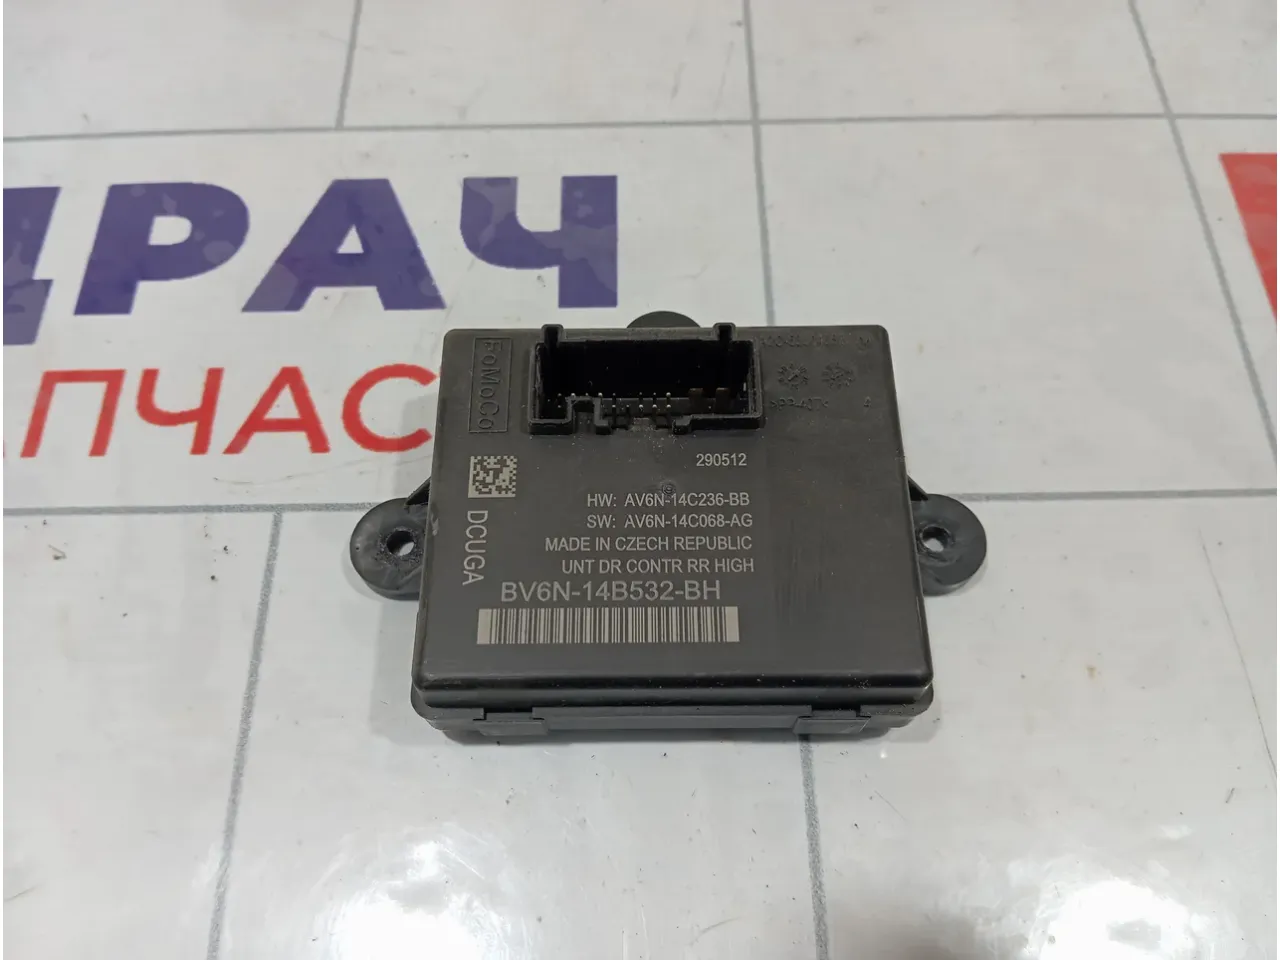 ДРАЧ
ЗАПЧАС
FoMoCo
290512
HW: AV6N-14C236-BB
SW: AV6N-14C068-AG
MADE IN CZECH REPUBLIC
UNT DR CONTR RR HIGH
DCUGA
BV6N-14B532-BH